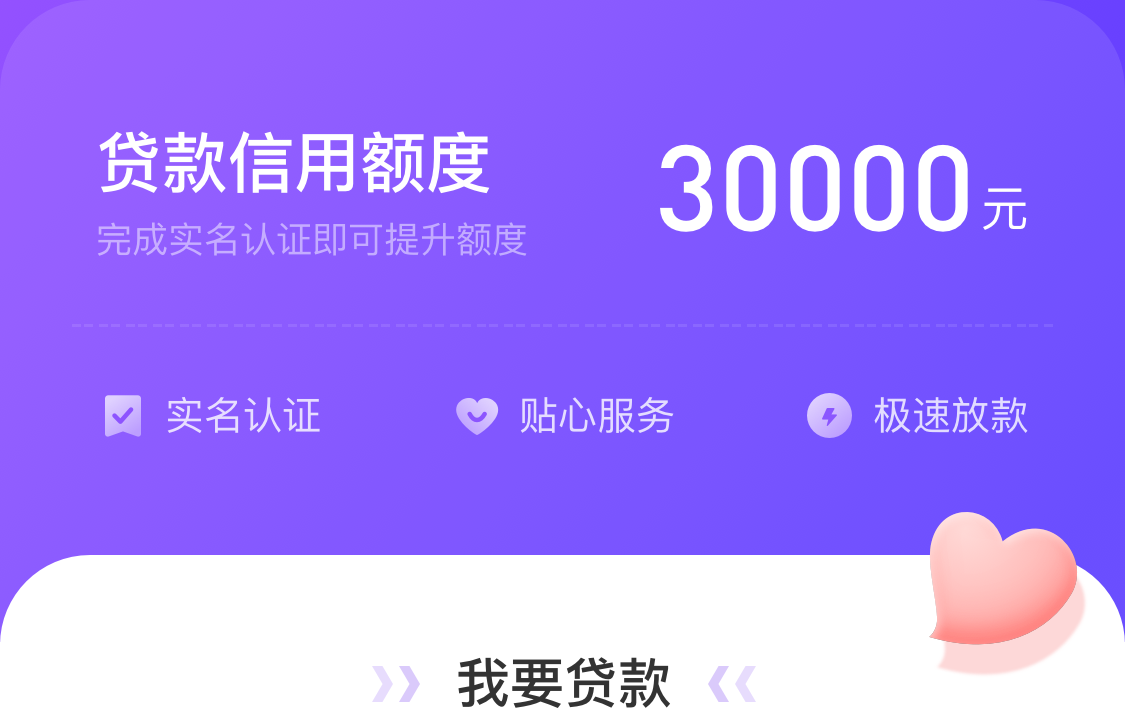 贷款信用额度
完成实名认证即可提升额度
30000元
实名认证 贴心服务 极速放款
我要贷款